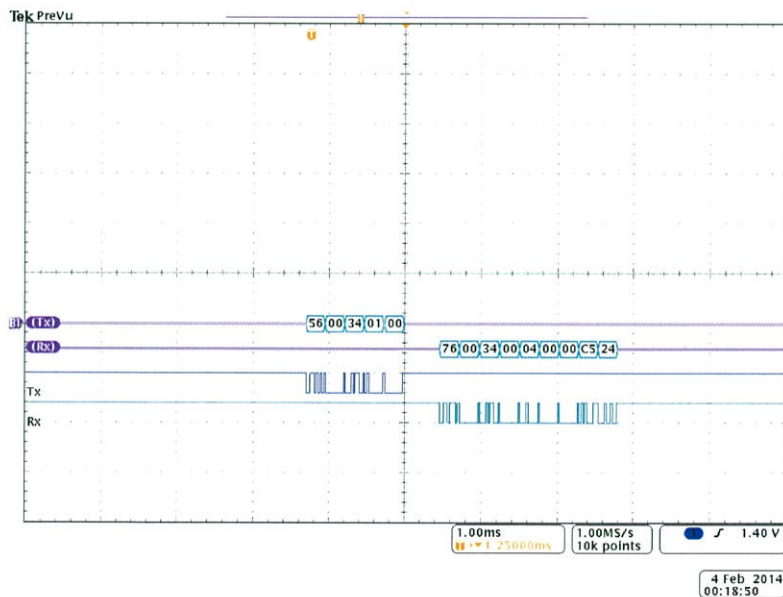 Tek PreVu
(Tx)
56 00 34 01 00
(Rx)
76 00 34 00 04 00 00 C5 24
Tx
Rx
1.00ms
1.00MS/s
10k points
1
1.40 V
1.25000ms
4 Feb 2014
00:18:50